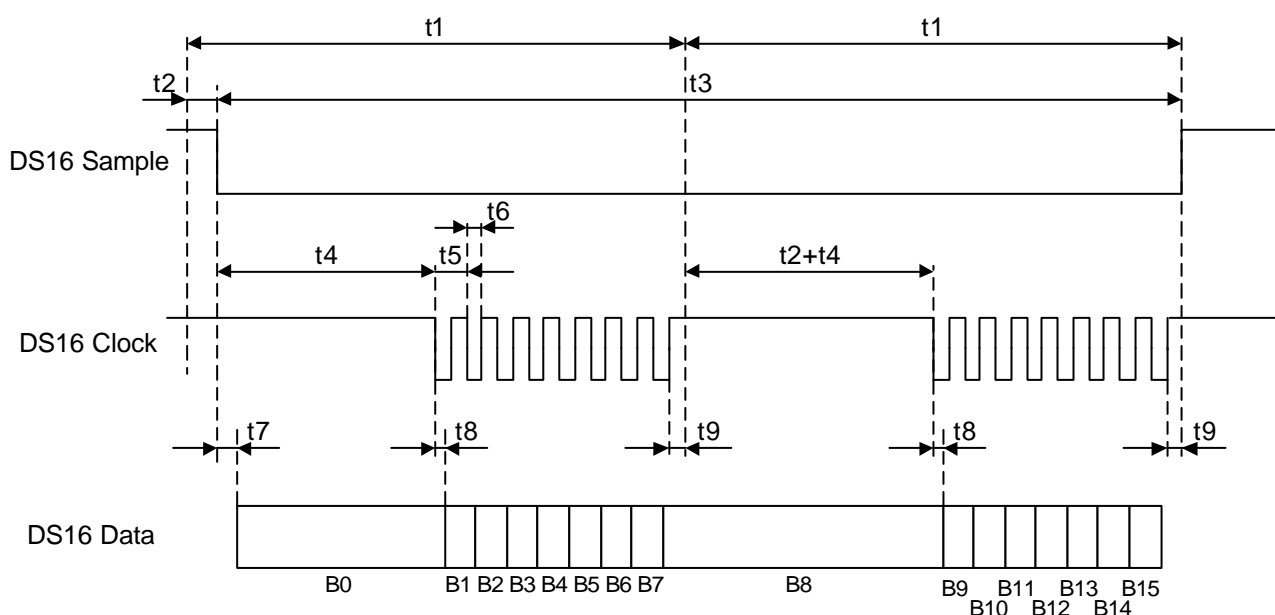 t1 t1
t2 t3
DS16 Sample
t6
t4 t5 t2+t4
DS16 Clock
t7 t8 t9 t8 t9
DS16 Data
B0 B1 B2 B3 B4 B5 B6 B7 B8 B9 B11 B13 B15
B10 B12 B14